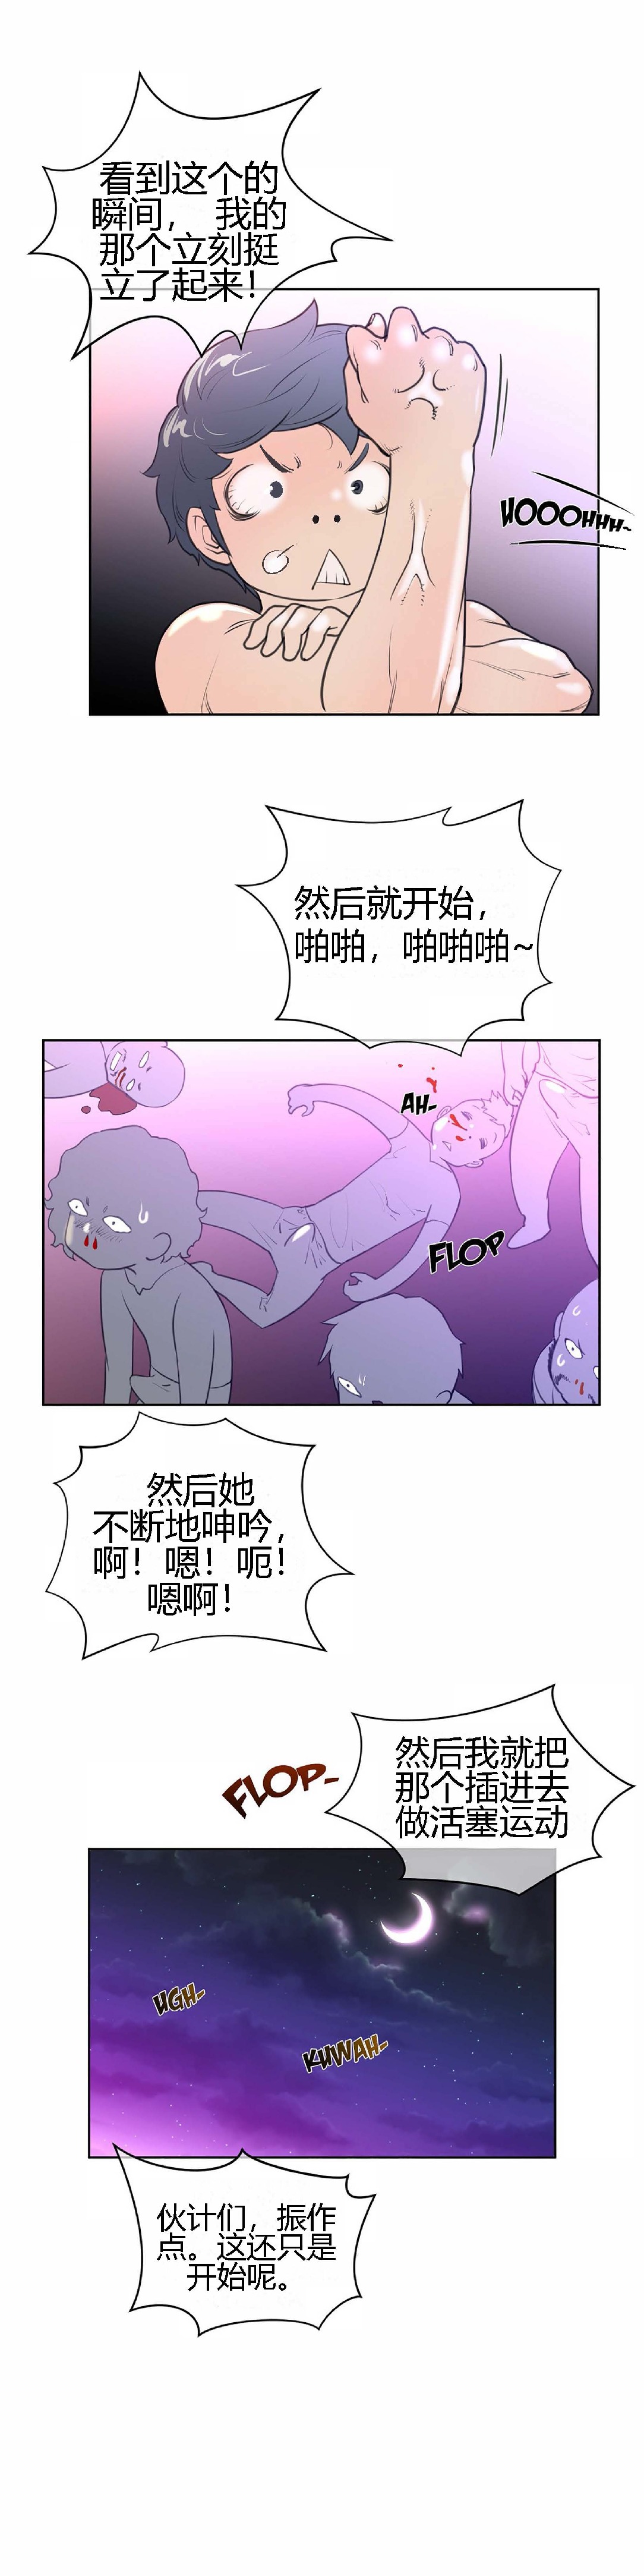 看到这个的
瞬间， 我的
那个立刻挺
立了起来！
WOOOHHH~
然后就开始，
啪啪，啪啪啪~
AH-
FLOP
然后她
不断地呻吟，
啊！嗯！呃！
嗯啊！
然后我就把
那个插进去
做活塞运动
FLOP-
UGH-
KUWAH-
伙计们，振作
点。这还只是
开始呢。